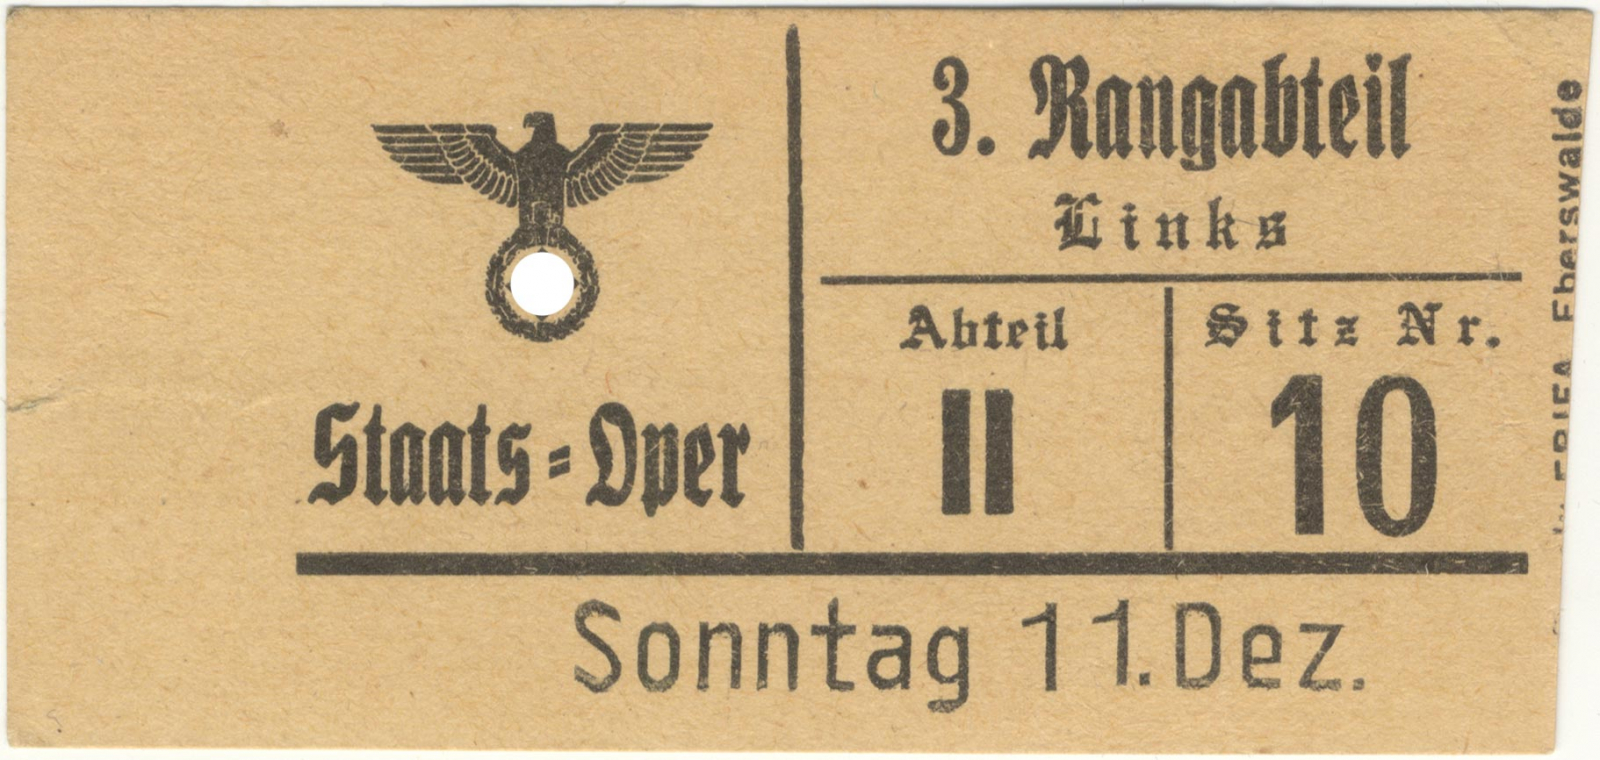 3. Rangabteil
Links
Staats=Oper
Abteil
II
Sitz Nr.
10
Sonntag 11.Dez.
Eberswalde